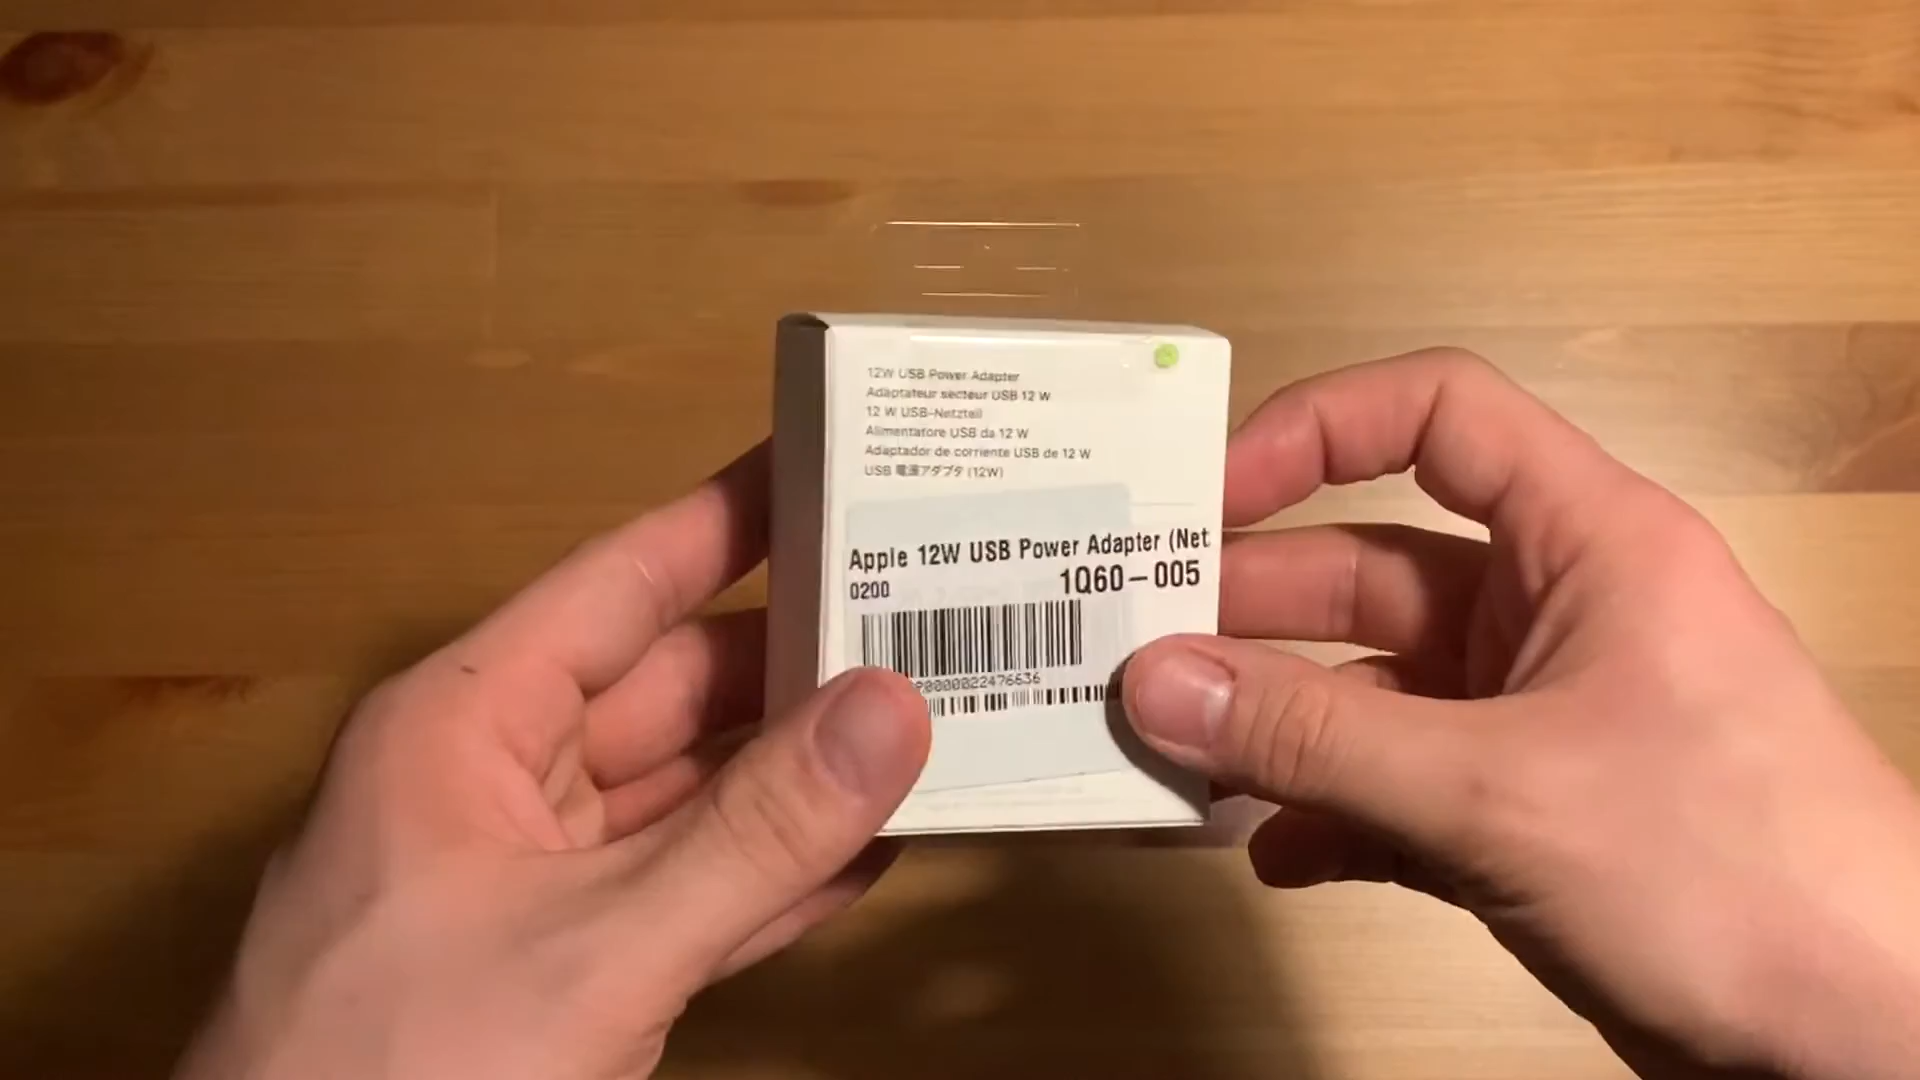 12W USB Power Adapter
Adaptateur secteur USB 12 W
12 W USB-Netzteil
Alimentatore USB da 12 W
Adaptador de corriente USB de 12 W
USB 電源アダプタ (12W)
Apple 12W USB Power Adapter (Net
0200
1Q60-005
0000022476636